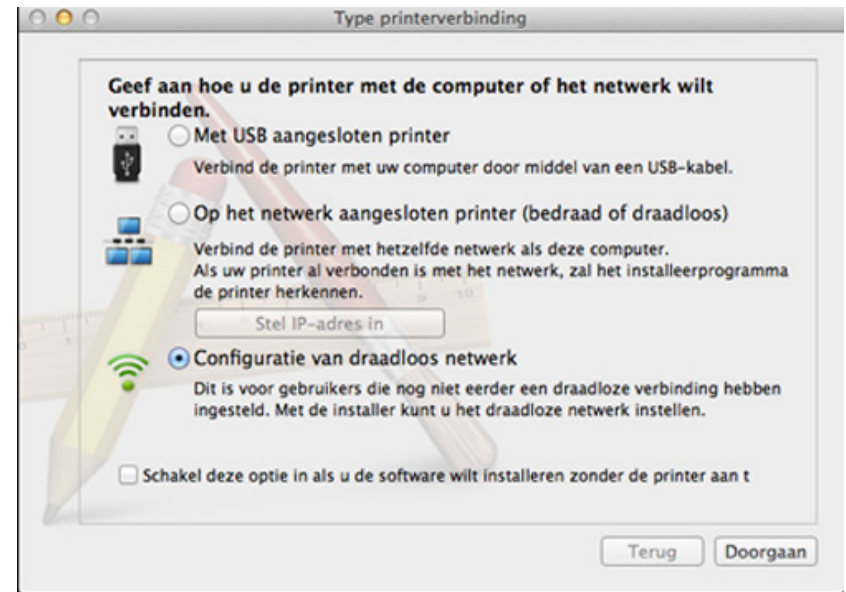 Type printerverbinding
Geef aan hoe u de printer met de computer of het netwerk wilt
verbinden.
Met USB aangesloten printer
Verbind de printer met uw computer door middel van een USB-kabel.
Op het netwerk aangesloten printer (bedraad of draadloos)
Verbind de printer met hetzelfde netwerk als deze computer.
Als uw printer al verbonden is met het netwerk, zal het installeerprogramma
de printer herkennen.
Stel IP-adres in
Configuratie van draadloos netwerk
Dit is voor gebruikers die nog niet eerder een draadloze verbinding hebben
ingesteld. Met de installer kunt u het draadloze netwerk instellen.
Schakel deze optie in als u de software wilt installeren zonder de printer aan t
Terug
Doorgaan